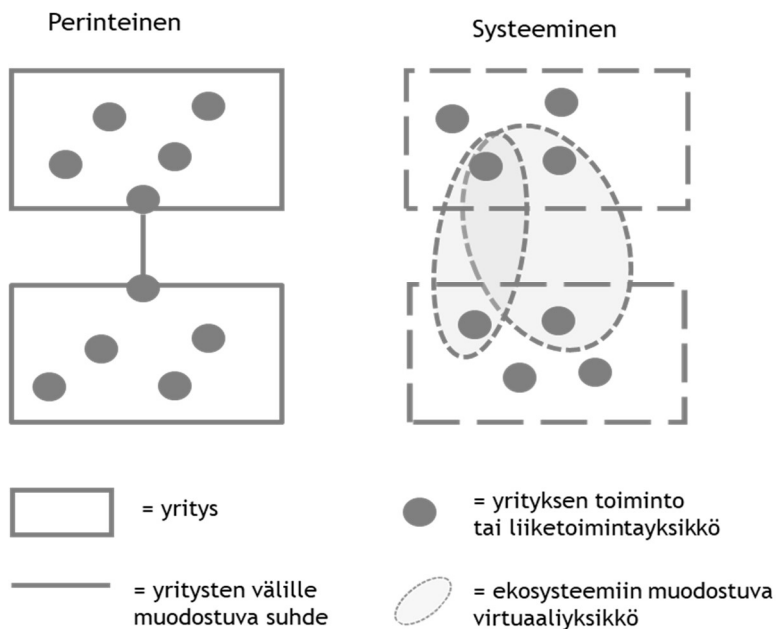 Perinteinen
Systeeminen
= yritys
= yrityksen toiminto
tai liiketoimintayksikkö
= yritysten välille
muodostuva suhde
= ekosysteemiin muodostuva
virtuaaliyksikkö